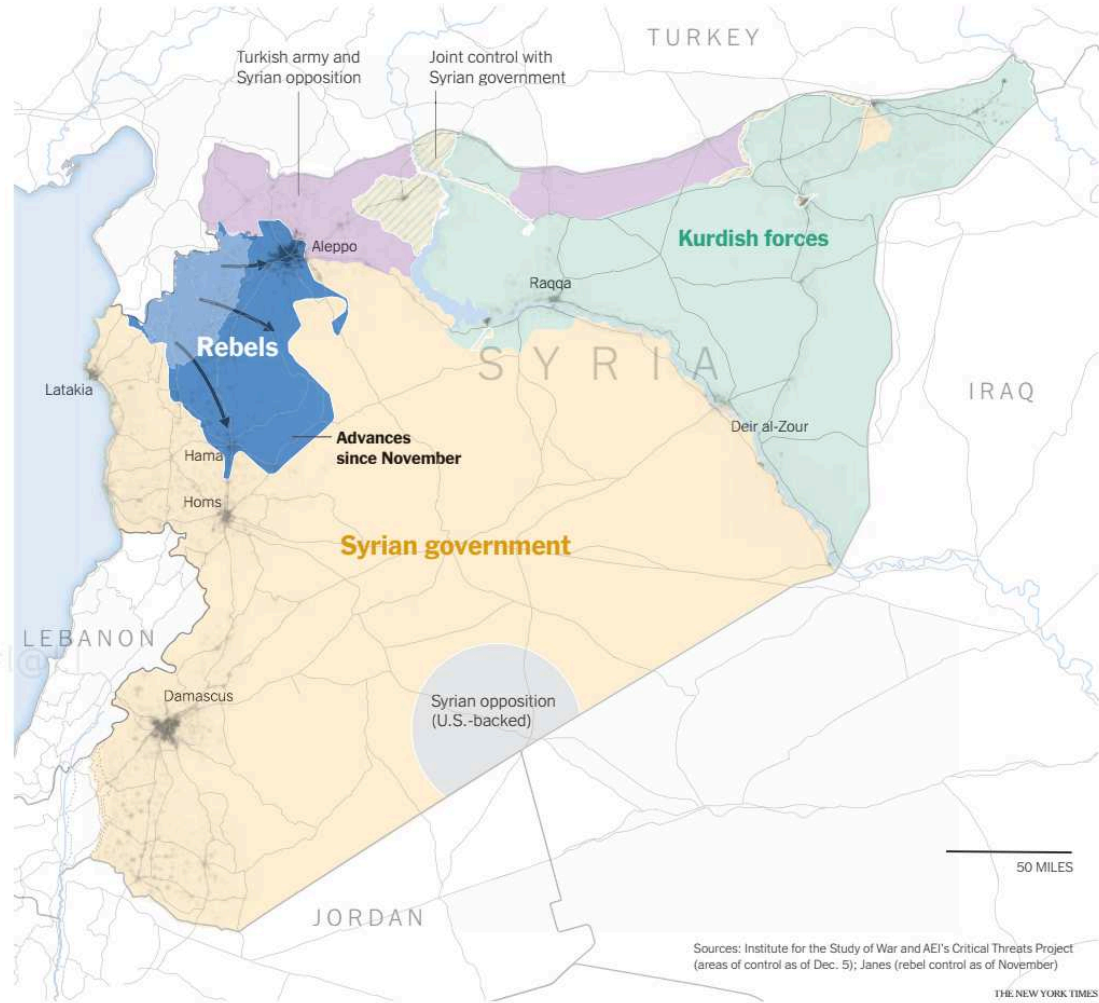 TURKEY
Turkish army and
Syrian opposition
Joint control with
Syrian government
Kurdish forces
Aleppo
Raqqa
Rebels
SYRIA
IRAQ
Latakia
Deir al-Zour
Advances
since November
Hama
Homs
Syrian government
LEBANON
Damascus
Syrian opposition
(U.S.-backed)
50 MILES
JORDAN
Sources: Institute for the Study of War and AEI's Critical Threats Project
(areas of control as of Dec. 5); Janes (rebel control as of November)
THE NEW YORK TIMES